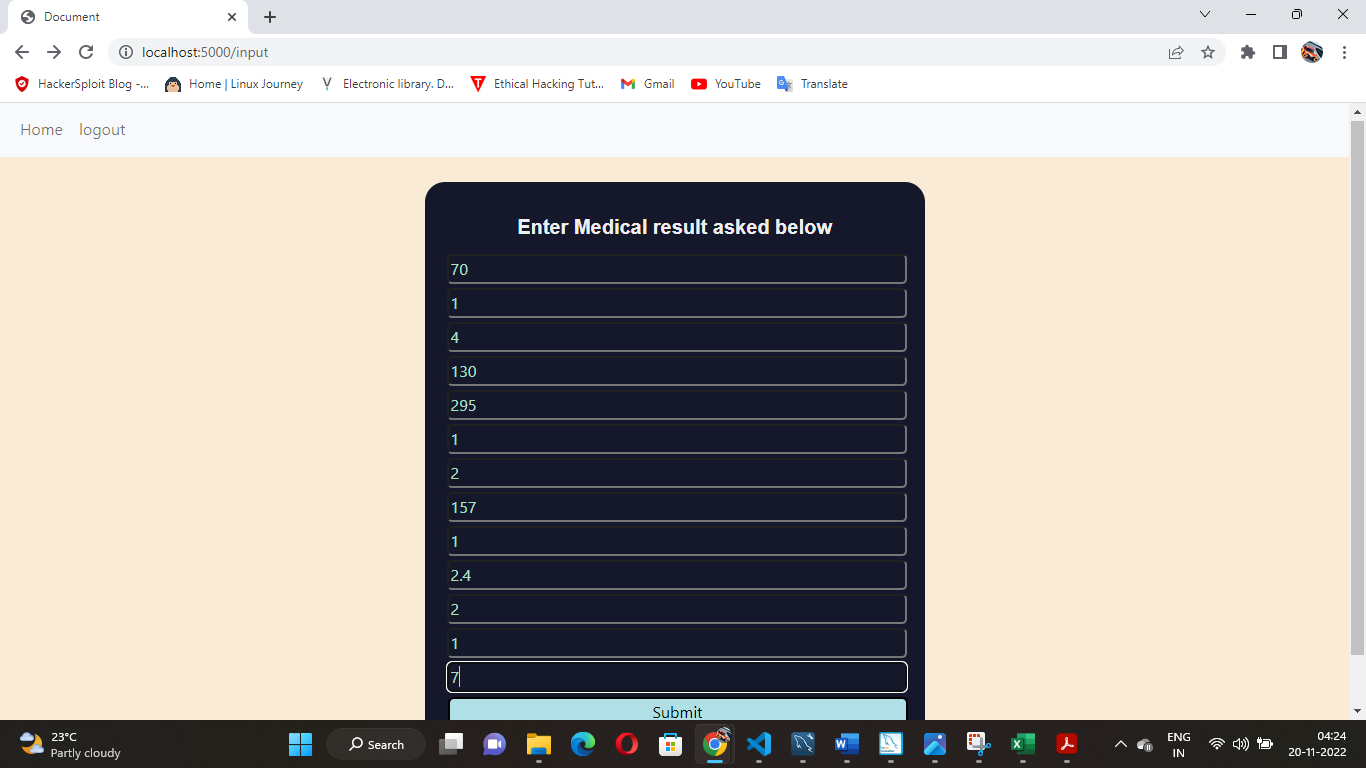 Document
localhost:5000/input
HackerSploit Blog -... Home | Linux Journey Electronic library. D... Ethical Hacking Tut... Gmail YouTube Translate
Home logout
Enter Medical result asked below
70
1
4
130
295
1
2
157
1
2.4
2
1
7
Submit
23°C
Partly cloudy
Search
ENG
IN
04:24
20-11-2022